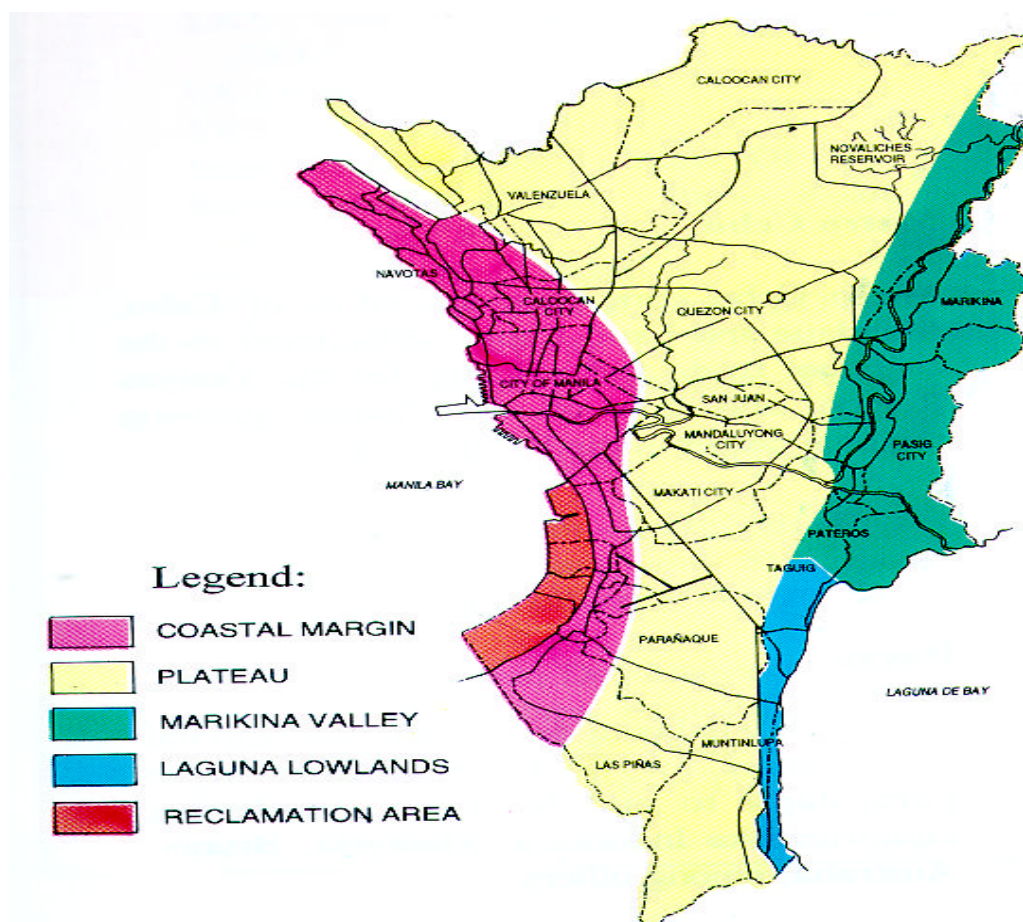 CALOOCAN CITY
NOVALICHES
RESERVOIR
VALENZUELA
NAVOTAS
CALOOCAN
CITY
QUEZON CITY
MARIKINA
CITY OF MANILA
SAN JUAN
MANDALUYONG
CITY
PASIG
CITY
MANILA BAY
MAKATI CITY
PATEROS
TAGUIG
Legend:
COASTAL MARGIN
PLATEAU
MARIKINA VALLEY
LAGUNA LOWLANDS
RECLAMATION AREA
PARAÑAQUE
LAGUNA DE BAY
MUNTINLUPA
LAS PIÑAS